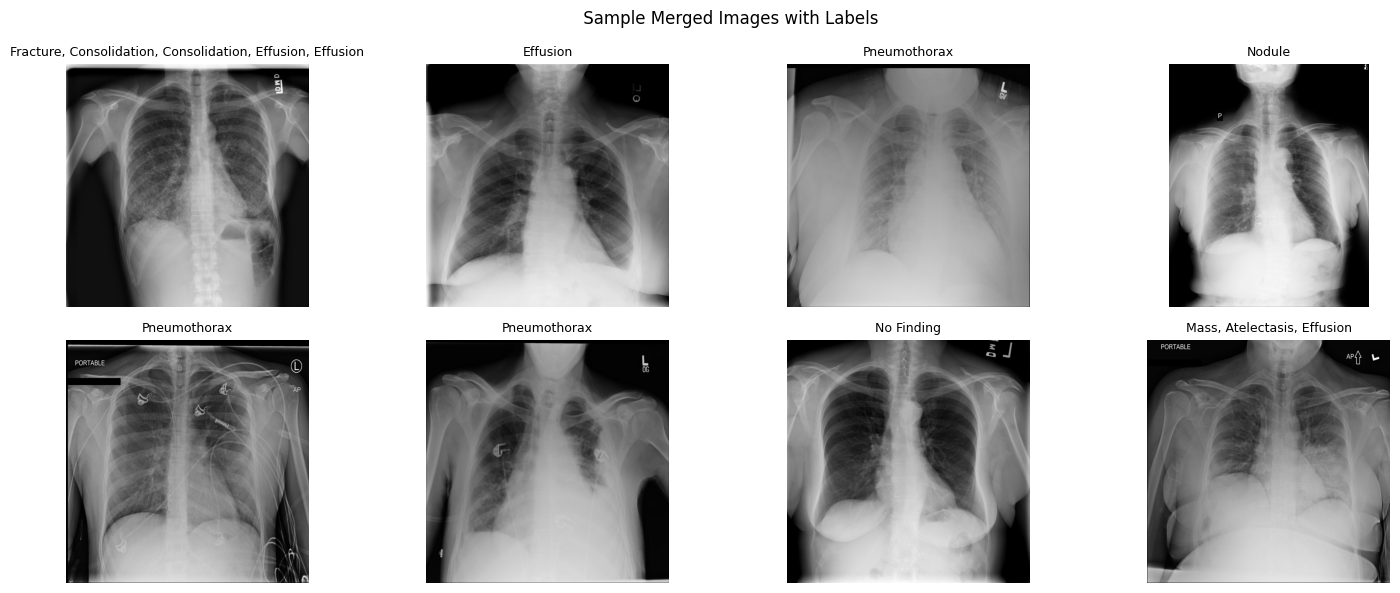 Sample Merged Images with Labels
Fracture, Consolidation, Consolidation, Effusion, Effusion
Effusion
Pneumothorax
Nodule
L
P
Pneumothorax
Pneumothorax
No Finding
Mass, Atelectasis, Effusion
PORTABLE
L
AP
L
DMD
L
PORTABLE
AP
L